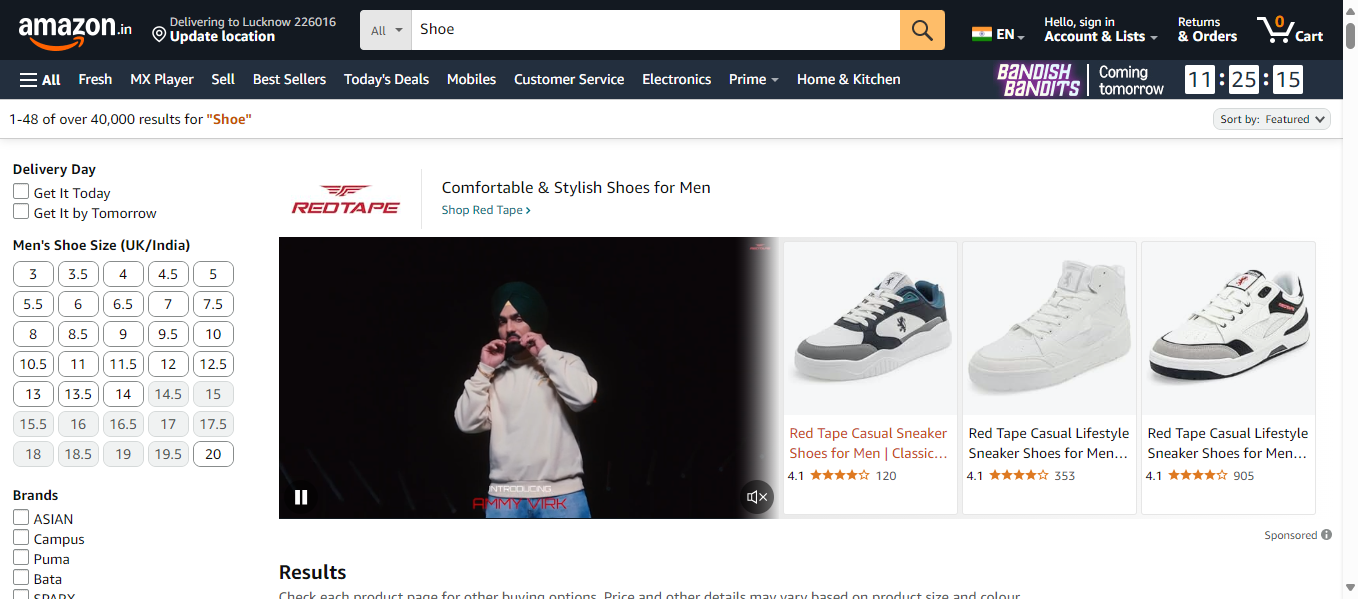 amazon.in
Delivering to Lucknow 226016
Update location
All
Shoe
EN
Hello, sign in
Account & Lists
Returns
& Orders
0
Cart
All
Fresh
MX Player
Sell
Best Sellers
Today's Deals
Mobiles
Customer Service
Electronics
Prime
Home & Kitchen
BANDISH
BANDITS
Coming
tomorrow
11 : 25 : 15
1-48 of over 40,000 results for "Shoe"
Sort by: Featured
Delivery Day
Get It Today
Get It by Tomorrow
Men's Shoe Size (UK/India)
3 3.5 4 4.5 5
5.5 6 6.5 7 7.5
8 8.5 9 9.5 10
10.5 11 11.5 12 12.5
13 13.5 14 14.5 15
15.5 16 16.5 17 17.5
18 18.5 19 19.5 20
Brands
ASIAN
Campus
Puma
Bata
SPARX
REDTAPE
Comfortable & Stylish Shoes for Men
Shop Red Tape ›
REDTAPE
INTRODUCING
AMMY VIRK
Red Tape Casual Sneaker
Shoes for Men | Classic…
4.1 120
Red Tape Casual Lifestyle
Sneaker Shoes for Men…
4.1 353
Red Tape Casual Lifestyle
Sneaker Shoes for Men…
4.1 905
Sponsored
Results
Check each product page for other buying options. Price and other details may vary based on product size and colour.